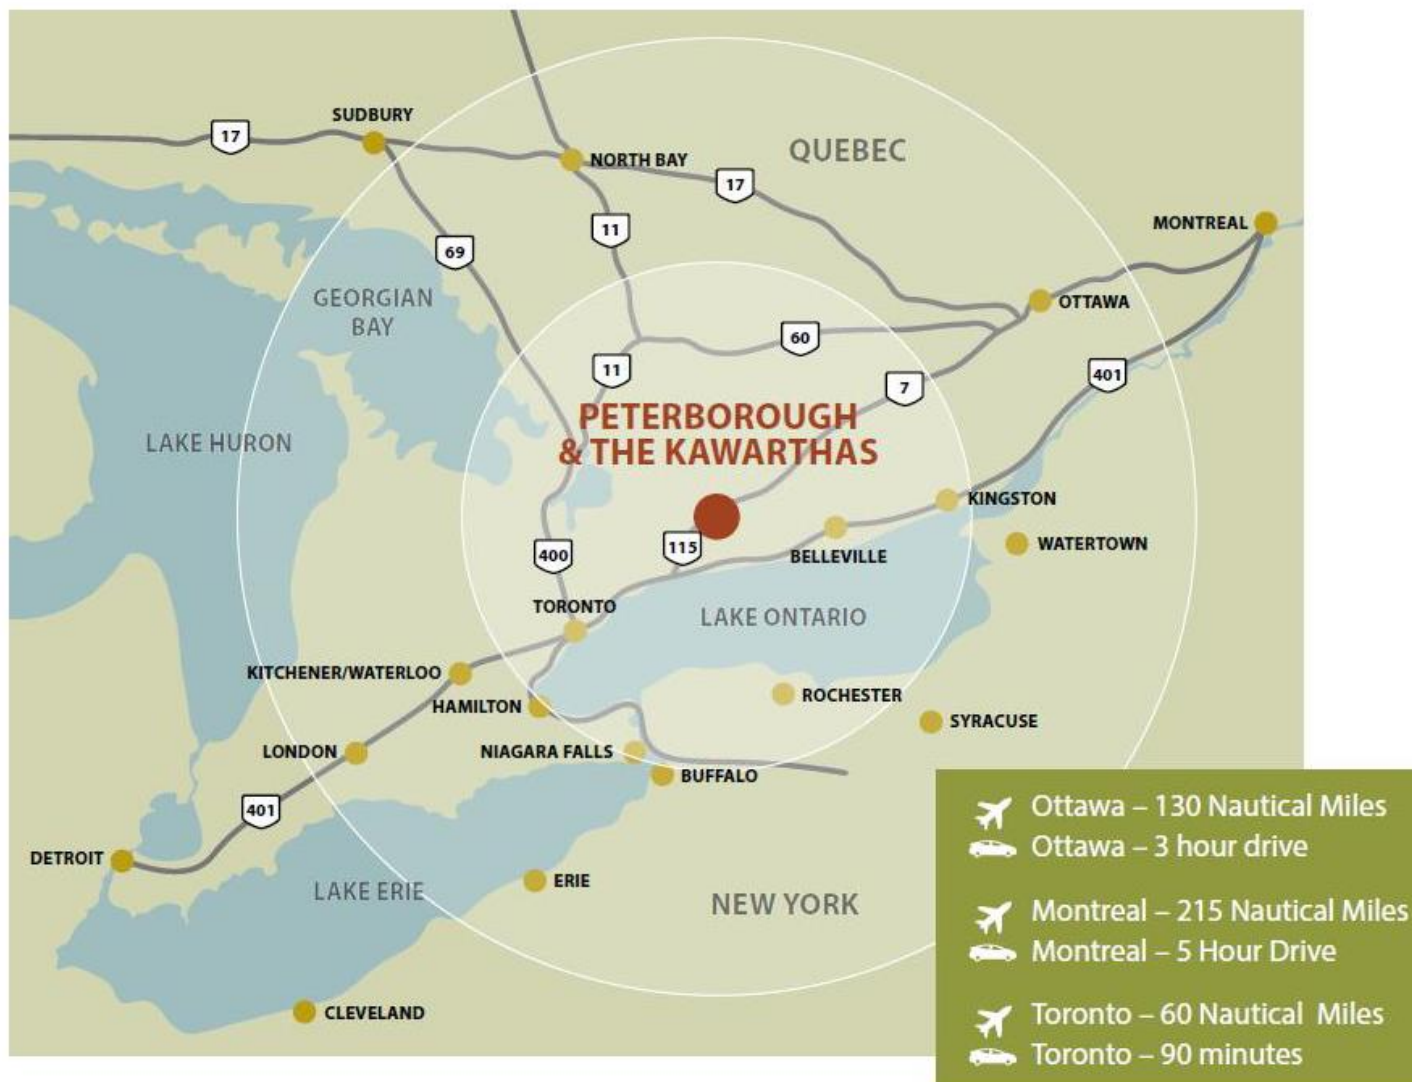 SUDBURY
17
NORTH BAY
QUEBEC
17
MONTREAL
11
69
GEORGIAN
BAY
OTTAWA
60
11
401
7
PETERBOROUGH
& THE KAWARTHAS
LAKE HURON
KINGSTON
115
400
BELLEVILLE
WATERTOWN
TORONTO
LAKE ONTARIO
KITCHENER/WATERLOO
HAMILTON
ROCHESTER
SYRACUSE
LONDON
NIAGARA FALLS
BUFFALO
401
DETROIT
LAKE ERIE
ERIE
NEW YORK
CLEVELAND
Ottawa – 130 Nautical Miles
Ottawa – 3 hour drive
Montreal – 215 Nautical Miles
Montreal – 5 Hour Drive
Toronto – 60 Nautical Miles
Toronto – 90 minutes